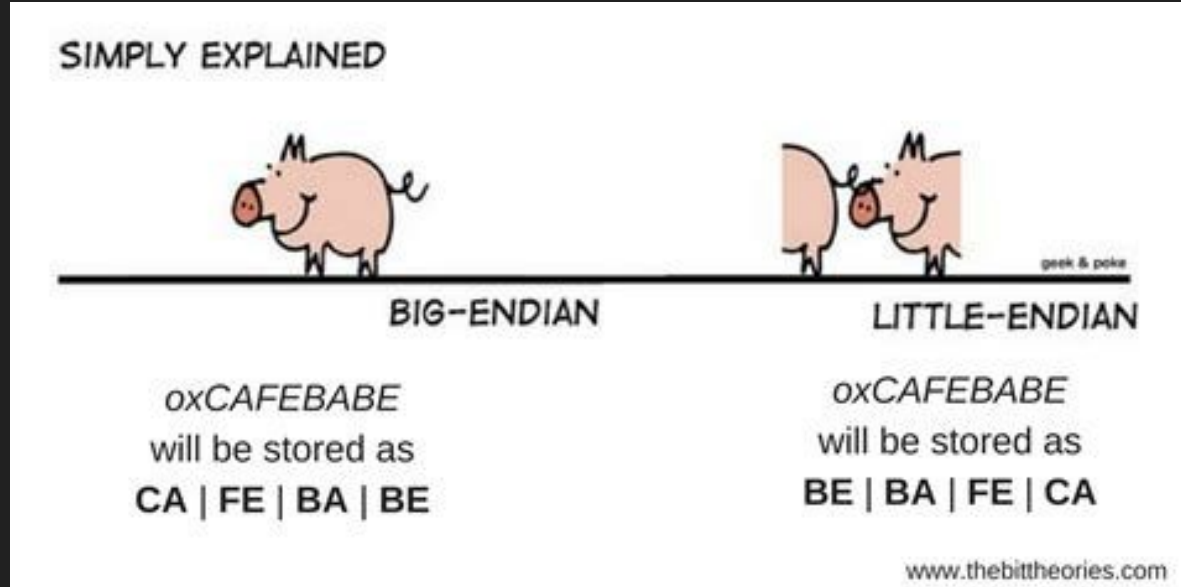 SIMPLY EXPLAINED
geek & poke
BIG-ENDIAN
LITTLE-ENDIAN
oxCAFEBABE
will be stored as
CA | FE | BA | BE
oxCAFEBABE
will be stored as
BE | BA | FE | CA
www.thebittheories.com